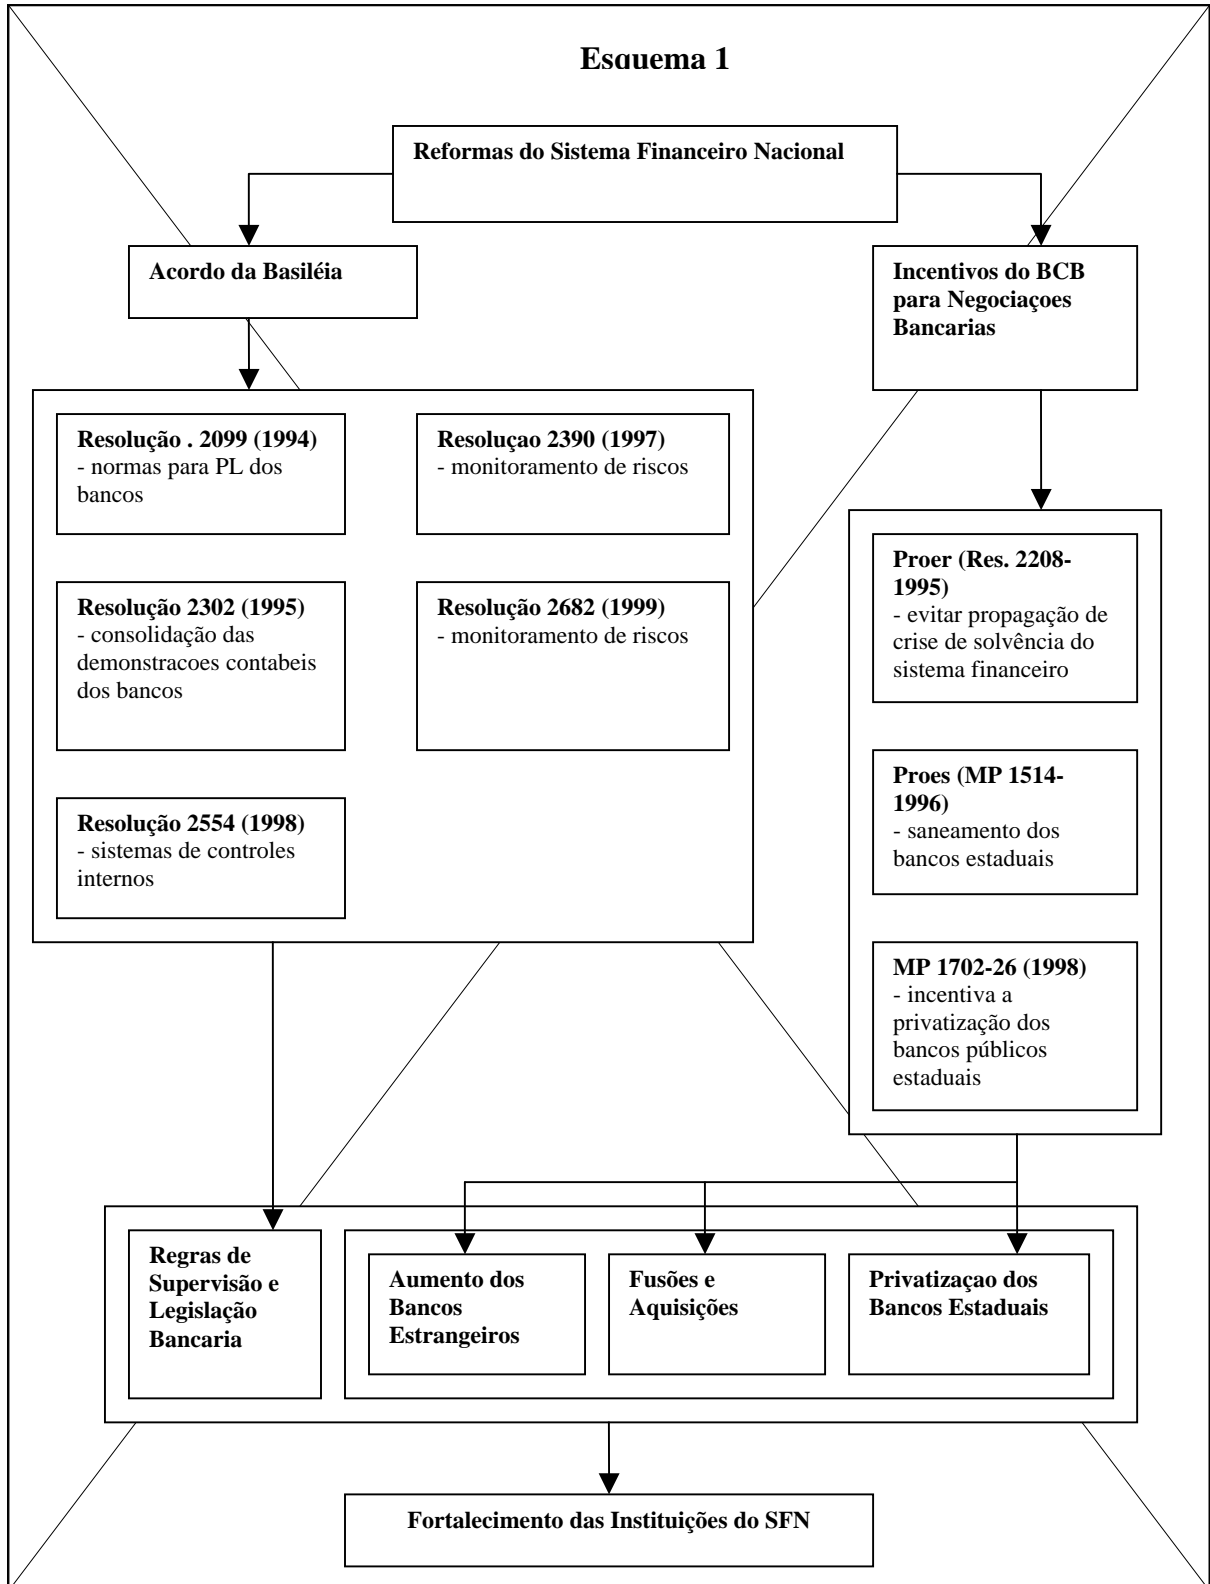 Esquema 1
Reformas do Sistema Financeiro Nacional
Acordo da Basiléia
Incentivos do BCB
para Negociaçoes
Bancarias
Resolução . 2099 (1994)
- normas para PL dos
bancos
Resoluçao 2390 (1997)
- monitoramento de riscos
Resolução 2302 (1995)
- consolidação das
demonstracoes contabeis
dos bancos
Resolução 2682 (1999)
- monitoramento de riscos
Resolução 2554 (1998)
- sistemas de controles
internos
Proer (Res. 2208-
1995)
- evitar propagação de
crise de solvência do
sistema financeiro
Proes (MP 1514-
1996)
- saneamento dos
bancos estaduais
MP 1702-26 (1998)
- incentiva a
privatização dos
bancos públicos
estaduais
Regras de
Supervisão e
Legislação
Bancaria
Aumento dos
Bancos
Estrangeiros
Fusões e
Aquisições
Privatizaçao dos
Bancos Estaduais
Fortalecimento das Instituições do SFN